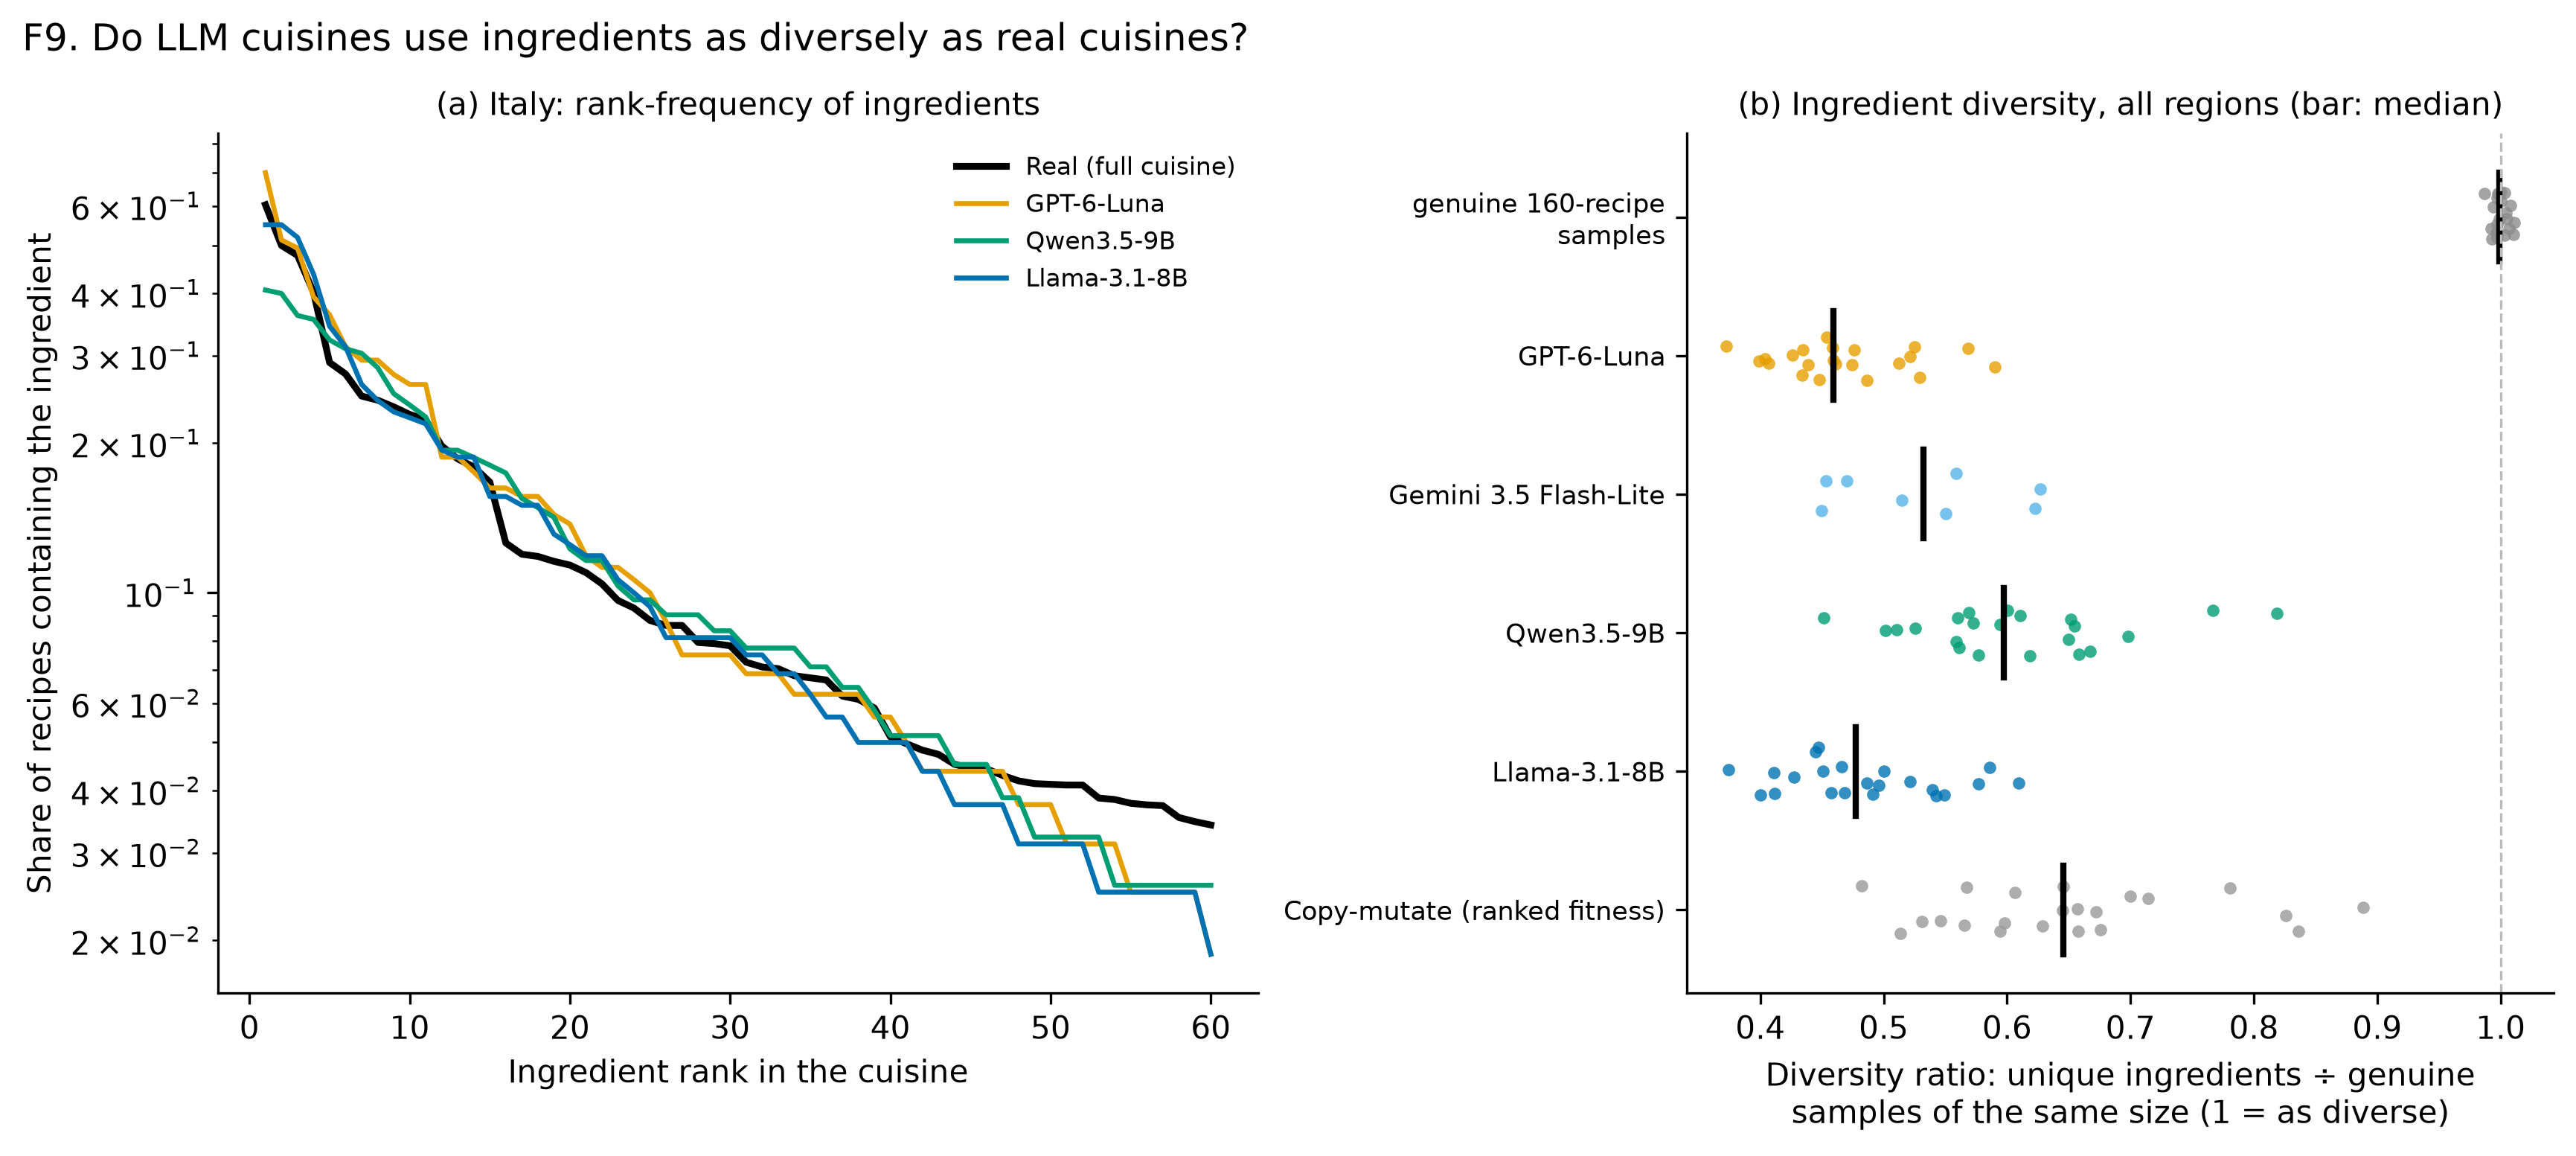 F9. Do LLM cuisines use ingredients as diversely as real cuisines?
(a) Italy: rank-frequency of ingredients
Share of recipes containing the ingredient
6 × 10⁻¹
4 × 10⁻¹
3 × 10⁻¹
2 × 10⁻¹
10⁻¹
6 × 10⁻²
4 × 10⁻²
3 × 10⁻²
2 × 10⁻²
Real (full cuisine)
GPT-6-Luna
Qwen3.5-9B
Llama-3.1-8B
0 10 20 30 40 50 60
Ingredient rank in the cuisine
(b) Ingredient diversity, all regions (bar: median)
genuine 160-recipe
samples
GPT-6-Luna
Gemini 3.5 Flash-Lite
Qwen3.5-9B
Llama-3.1-8B
Copy-mutate (ranked fitness)
0.4 0.5 0.6 0.7 0.8 0.9 1.0
Diversity ratio: unique ingredients ÷ genuine
samples of the same size (1 = as diverse)